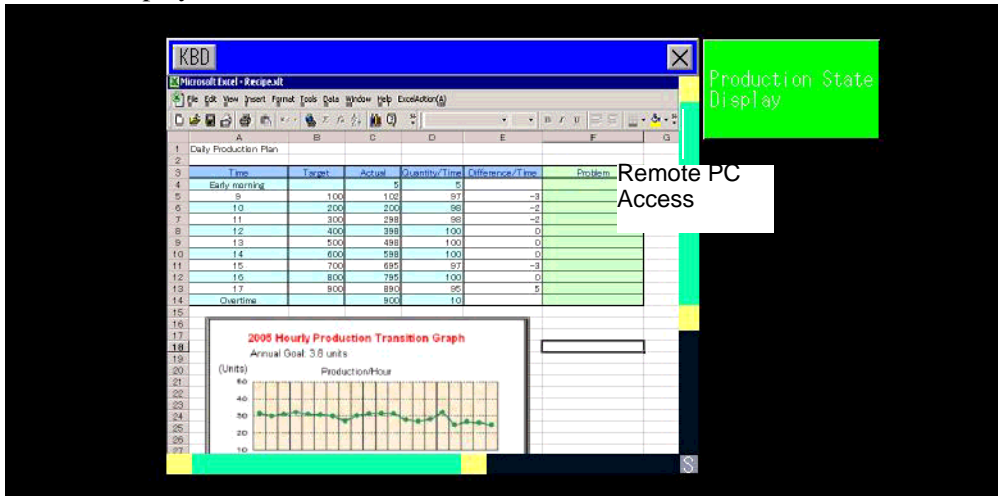 KBD
Production State
Display
Microsoft Excel - Recipe.xlt
File Edit View Insert Format Tools Data Window Help ExcelAction(A)
B I U
A B C D E F G
1 Daily Production Plan
2
3 Time Target Actual Quantity/Time Difference/Time Problem
Remote PC
Access
4 Early morning 5 5
5 9 100 102 97 -3
6 10 200 200 98 -2
7 11 300 298 98 -2
8 12 400 398 100 0
9 13 500 498 100 0
10 14 600 598 100 0
11 15 700 695 97 -3
12 16 800 795 100 0
13 17 900 890 95 5
14 Overtime 900 10
15
16
17 2005 Hourly Production Transition Graph
18
19 Annual Goal: 3.8 units
20 (Units) Production/Hour
21 50
22 40
23
24 30
25 20
26
27 10
S